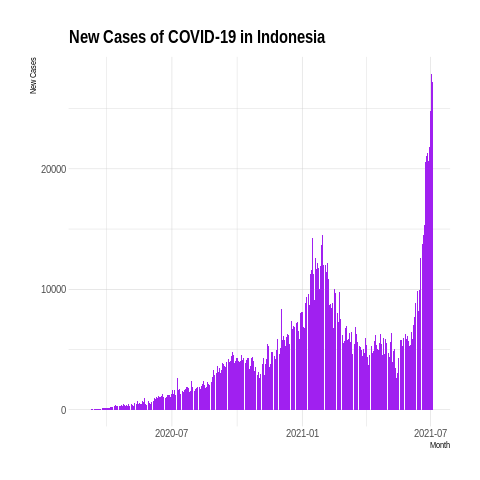 New Cases of COVID-19 in Indonesia
New Cases
20000
10000
0
2020-07
2021-01
2021-07
Month